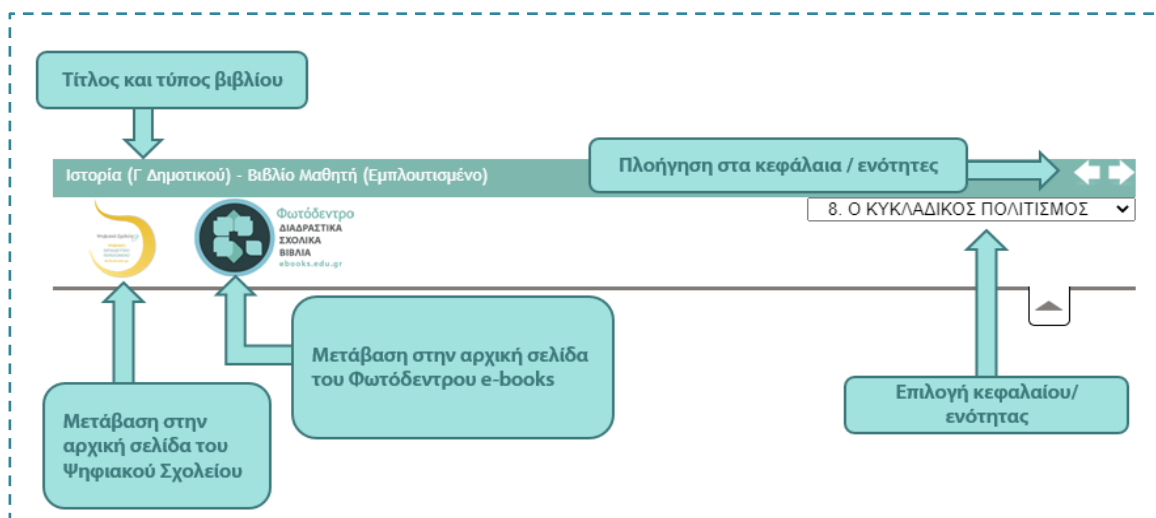 Τίτλος και τύπος βιβλίου
Πλοήγηση στα κεφάλαια / ενότητες
Ιστορία (Γ Δημοτικού) - Βιβλίο Μαθητή (Εμπλουτισμένο)
8. Ο ΚΥΚΛΑΔΙΚΟΣ ΠΟΛΙΤΙΣΜΟΣ
Φωτόδεντρο
ΔΙΑΔΡΑΣΤΙΚΑ
ΣΧΟΛΙΚΑ
ΒΙΒΛΙΑ
ebooks.edu.gr
Μετάβαση στην αρχική σελίδα
του Φωτόδεντρου e-books
Επιλογή κεφαλαίου/
ενότητας
Μετάβαση στην
αρχική σελίδα του
Ψηφιακού Σχολείου